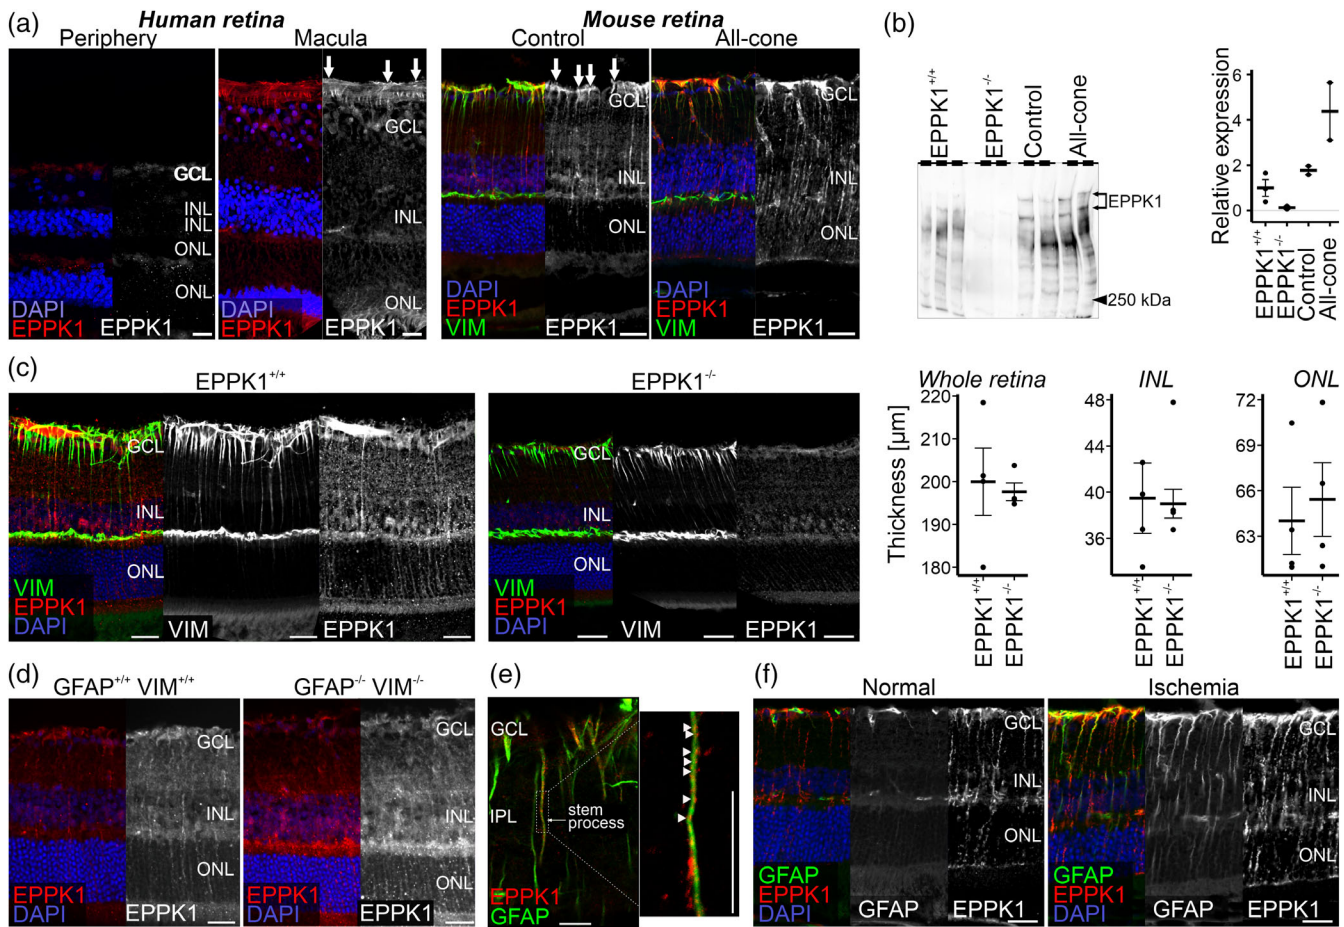 (a)
Human retina
Periphery
Macula
GCL
INL
INL
ONL
ONL
DAPI
EPPK1
EPPK1
GCL
INL
ONL
DAPI
EPPK1
EPPK1
Mouse retina
Control
All-cone
GCL
INL
ONL
DAPI
EPPK1
VIM
EPPK1
GCL
INL
ONL
DAPI
EPPK1
VIM
EPPK1
(b)
EPPK1+/+
EPPK1-/-
Control
All-cone
EPPK1
250 kDa
Relative expression
6
4
2
0
EPPK1+/+
EPPK1-/-
Control
All-cone
(c)
EPPK1+/+
GCL
INL
ONL
VIM
EPPK1
DAPI
VIM
EPPK1
EPPK1-/-
GCL
INL
ONL
VIM
EPPK1
DAPI
VIM
EPPK1
Whole retina
Thickness [µm]
220
210
200
190
180
EPPK1+/+
EPPK1-/-
INL
48
44
40
36
EPPK1+/+
EPPK1-/-
ONL
72
69
66
63
EPPK1+/+
EPPK1-/-
(d)
GFAP+/+ VIM+/+
GCL
INL
ONL
EPPK1
DAPI
EPPK1
GFAP-/- VIM-/-
GCL
INL
ONL
EPPK1
DAPI
EPPK1
(e)
GCL
IPL
stem
process
EPPK1
GFAP
(f)
Normal
GCL
INL
ONL
GFAP
EPPK1
DAPI
GFAP
EPPK1
Ischemia
GCL
INL
ONL
GFAP
EPPK1
DAPI
GFAP
EPPK1